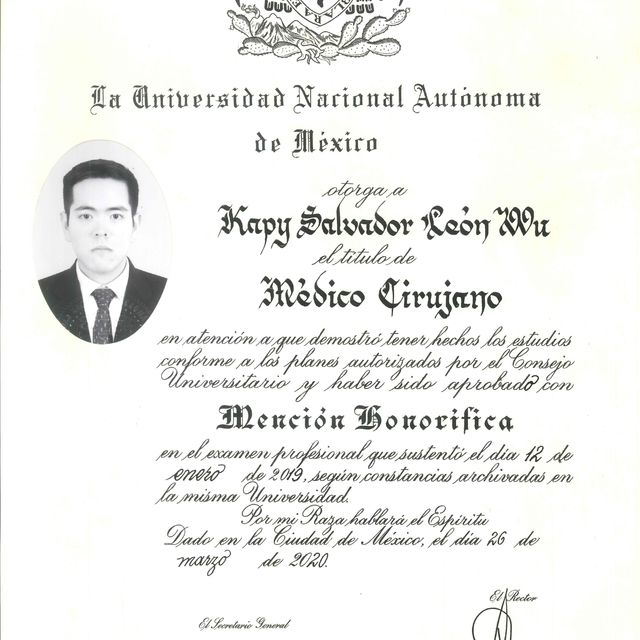 La Universidad Nacional Autónoma
de México
otorga a
Kapy Salvador León Wu
el título de
Médico Cirujano
en atención a que demostró tener hechos los estudios
conforme a los planes autorizados por el Consejo
Universitario y haber sido aprobado con
Mención Honorífica
en el examen profesional que sustentó el día 12 de
enero de 2019, según constancias archivadas en
la misma Universidad.
Por mi Raza hablará el Espíritu
Dado en la Ciudad de México, el día 26 de
marzo de 2020.
El Rector
El Secretario General